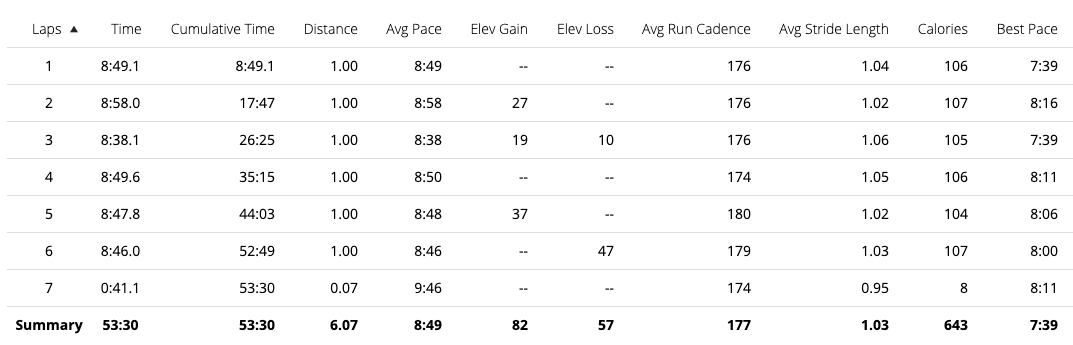 Laps ▲ Time Cumulative Time Distance Avg Pace Elev Gain Elev Loss Avg Run Cadence Avg Stride Length Calories Best Pace
1 8:49.1 8:49.1 1.00 8:49 -- -- 176 1.04 106 7:39
2 8:58.0 17:47 1.00 8:58 27 -- 176 1.02 107 8:16
3 8:38.1 26:25 1.00 8:38 19 10 176 1.06 105 7:39
4 8:49.6 35:15 1.00 8:50 -- -- 174 1.05 106 8:11
5 8:47.8 44:03 1.00 8:48 37 -- 180 1.02 104 8:06
6 8:46.0 52:49 1.00 8:46 -- 47 179 1.03 107 8:00
7 0:41.1 53:30 0.07 9:46 -- -- 174 0.95 8 8:11
Summary 53:30 53:30 6.07 8:49 82 57 177 1.03 643 7:39